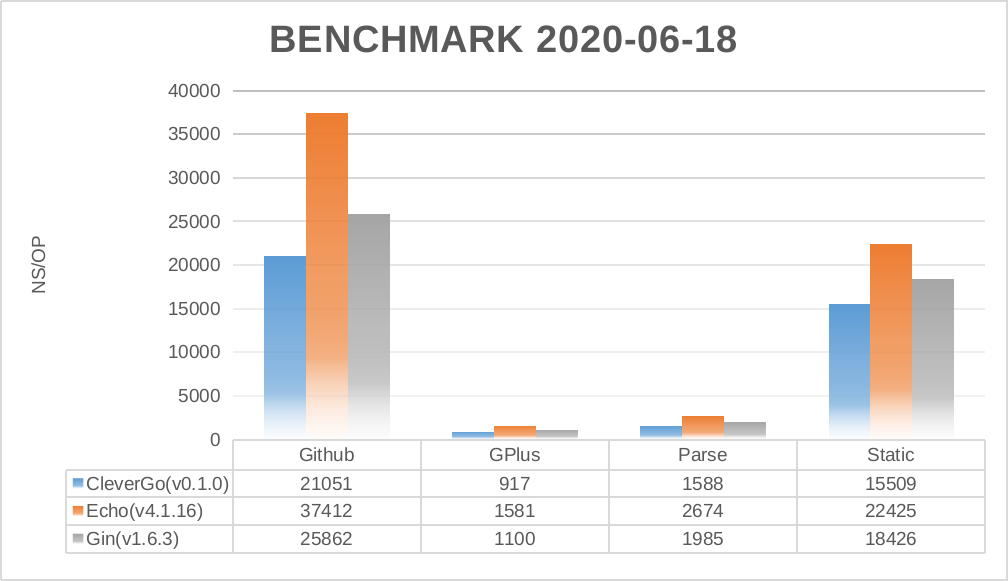 BENCHMARK 2020-06-18
NS/OP
40000
35000
30000
25000
20000
15000
10000
5000
0
Github GPlus Parse Static
CleverGo(v0.1.0) 21051 917 1588 15509
Echo(v4.1.16) 37412 1581 2674 22425
Gin(v1.6.3) 25862 1100 1985 18426